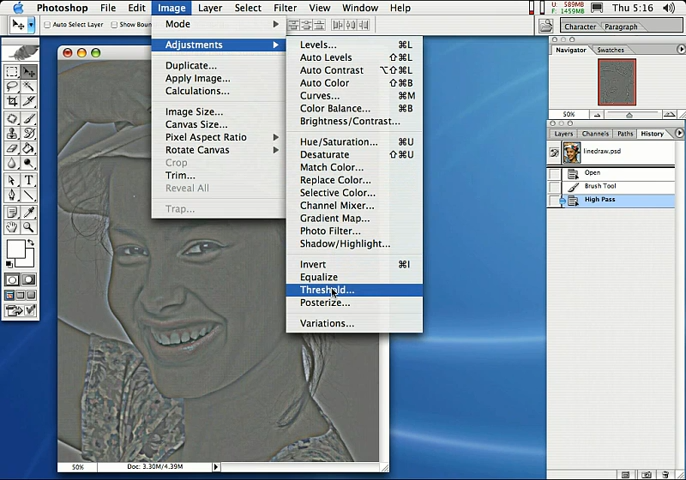 Photoshop File Edit Image Layer Select Filter View Window Help U: 589MB F: 1459MB Thu 5:16
Auto Select Layer Show Boun
Character Paragraph
Mode
Adjustments
Duplicate...
Apply Image...
Calculations...
Image Size...
Canvas Size...
Pixel Aspect Ratio
Rotate Canvas
Crop
Trim...
Reveal All
Trap...
Levels... ⌘L
Auto Levels ⇧⌘L
Auto Contrast ⌥⇧⌘L
Auto Color ⇧⌘B
Curves... ⌘M
Color Balance... ⌘B
Brightness/Contrast...
Hue/Saturation... ⌘U
Desaturate ⇧⌘U
Match Color...
Replace Color...
Selective Color...
Channel Mixer...
Gradient Map...
Photo Filter...
Shadow/Highlight...
Invert ⌘I
Equalize
Threshold...
Posterize...
Variations...
Navigator Swatches
50%
Layers Channels Paths History
linedraw.psd
Open
Brush Tool
High Pass
50% Doc: 3.30M/4.39M